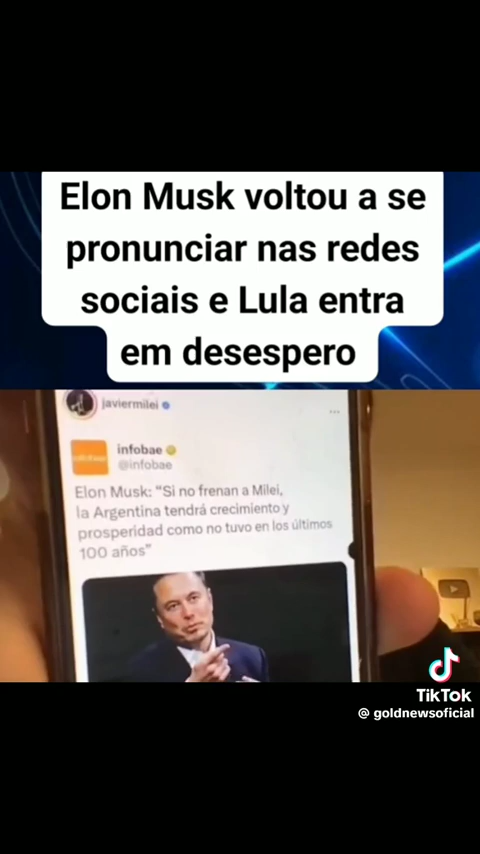 Elon Musk voltou a se
pronunciar nas redes
sociais e Lula entra
em desespero
javiermilei
infobae
@infobae
Elon Musk: "Si no frenan a Milei,
la Argentina tendrá crecimiento y
prosperidad como no tuvo en los últimos
100 años"
TikTok
@ goldnewsoficial